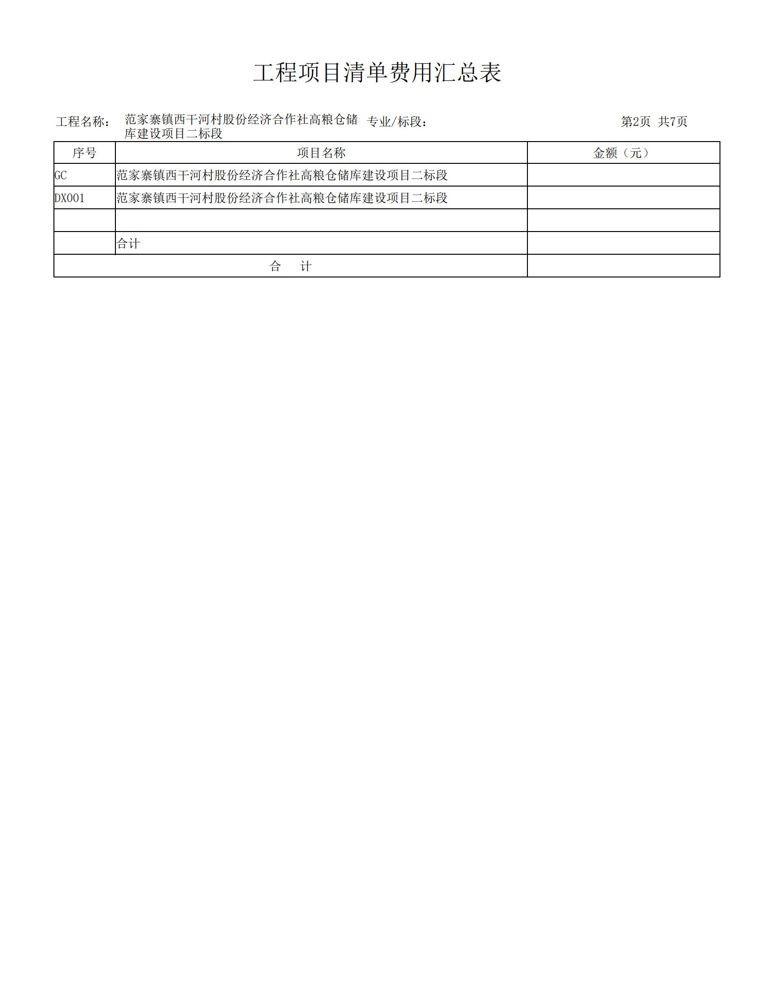 工程项目清单费用汇总表
工程名称： 范家寨镇西干河村股份经济合作社高粮仓储 专业/标段： 第2页 共7页
库建设项目二标段
序号 项目名称 金额（元）
GC 范家寨镇西干河村股份经济合作社高粮仓储库建设项目二标段
DX001 范家寨镇西干河村股份经济合作社高粮仓储库建设项目二标段
合计
合 计